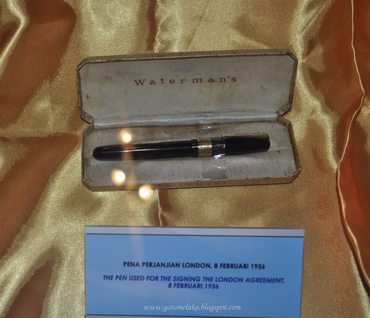 Waterman's
PENA PERJANJIAN LONDON, 8 FEBRUARI 1956
THE PEN USED FOR THE SIGNING THE LONDON AGREEMENT,
8 FEBRUARI,1956
www.gotomelaka.blogspot.com